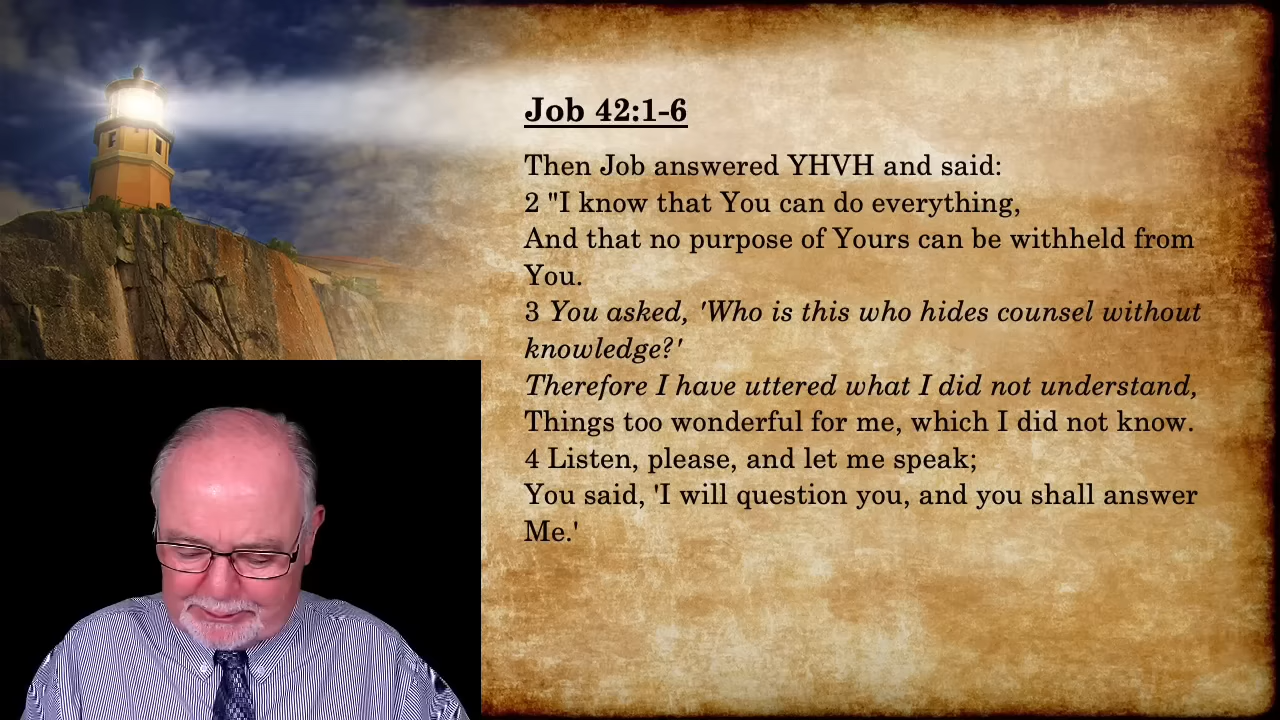 Job 42:1-6
Then Job answered YHVH and said:
2 "I know that You can do everything,
And that no purpose of Yours can be withheld from
You.
3 You asked, 'Who is this who hides counsel without
knowledge?'
Therefore I have uttered what I did not understand,
Things too wonderful for me, which I did not know.
4 Listen, please, and let me speak;
You said, 'I will question you, and you shall answer
Me.'